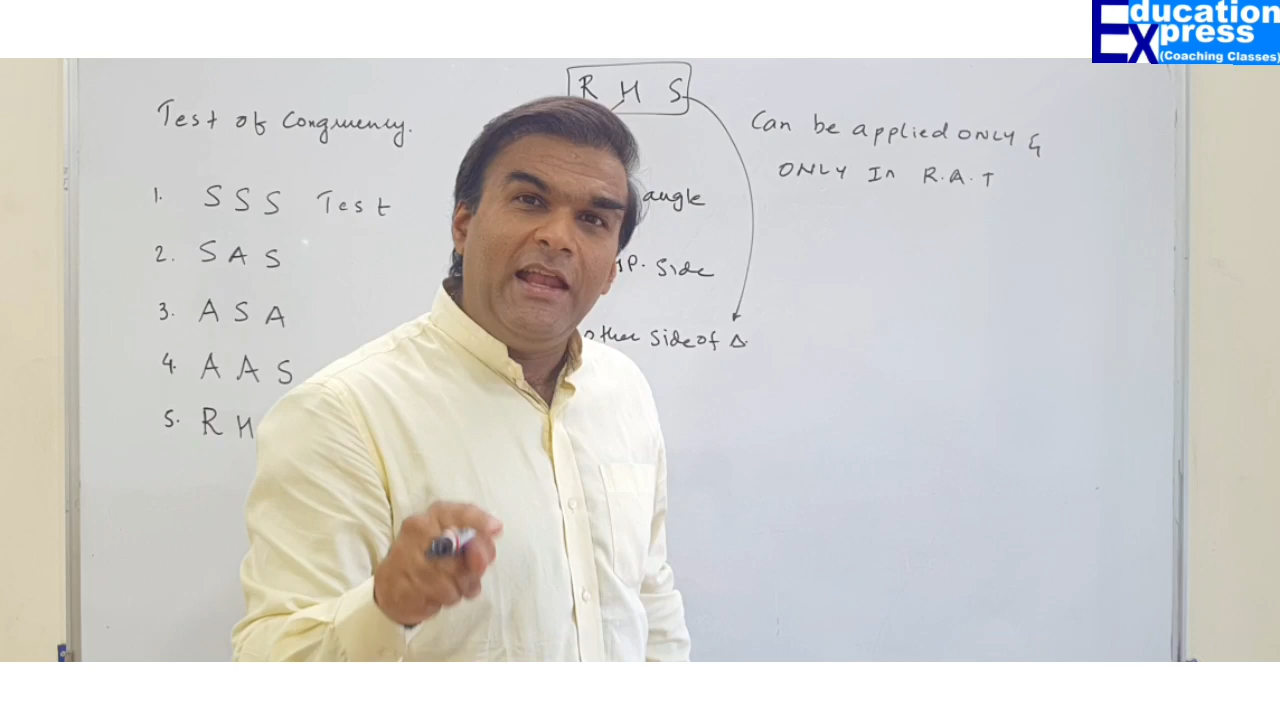 Education
Express
(Coaching Classes)
R H S
Test of Congruency.
Can be applied ONLY &
ONLY In R.A.T
1. S S S Test
angle
2. S A S
side
3. A S A
other side of Δ
4. A A S
5. R H